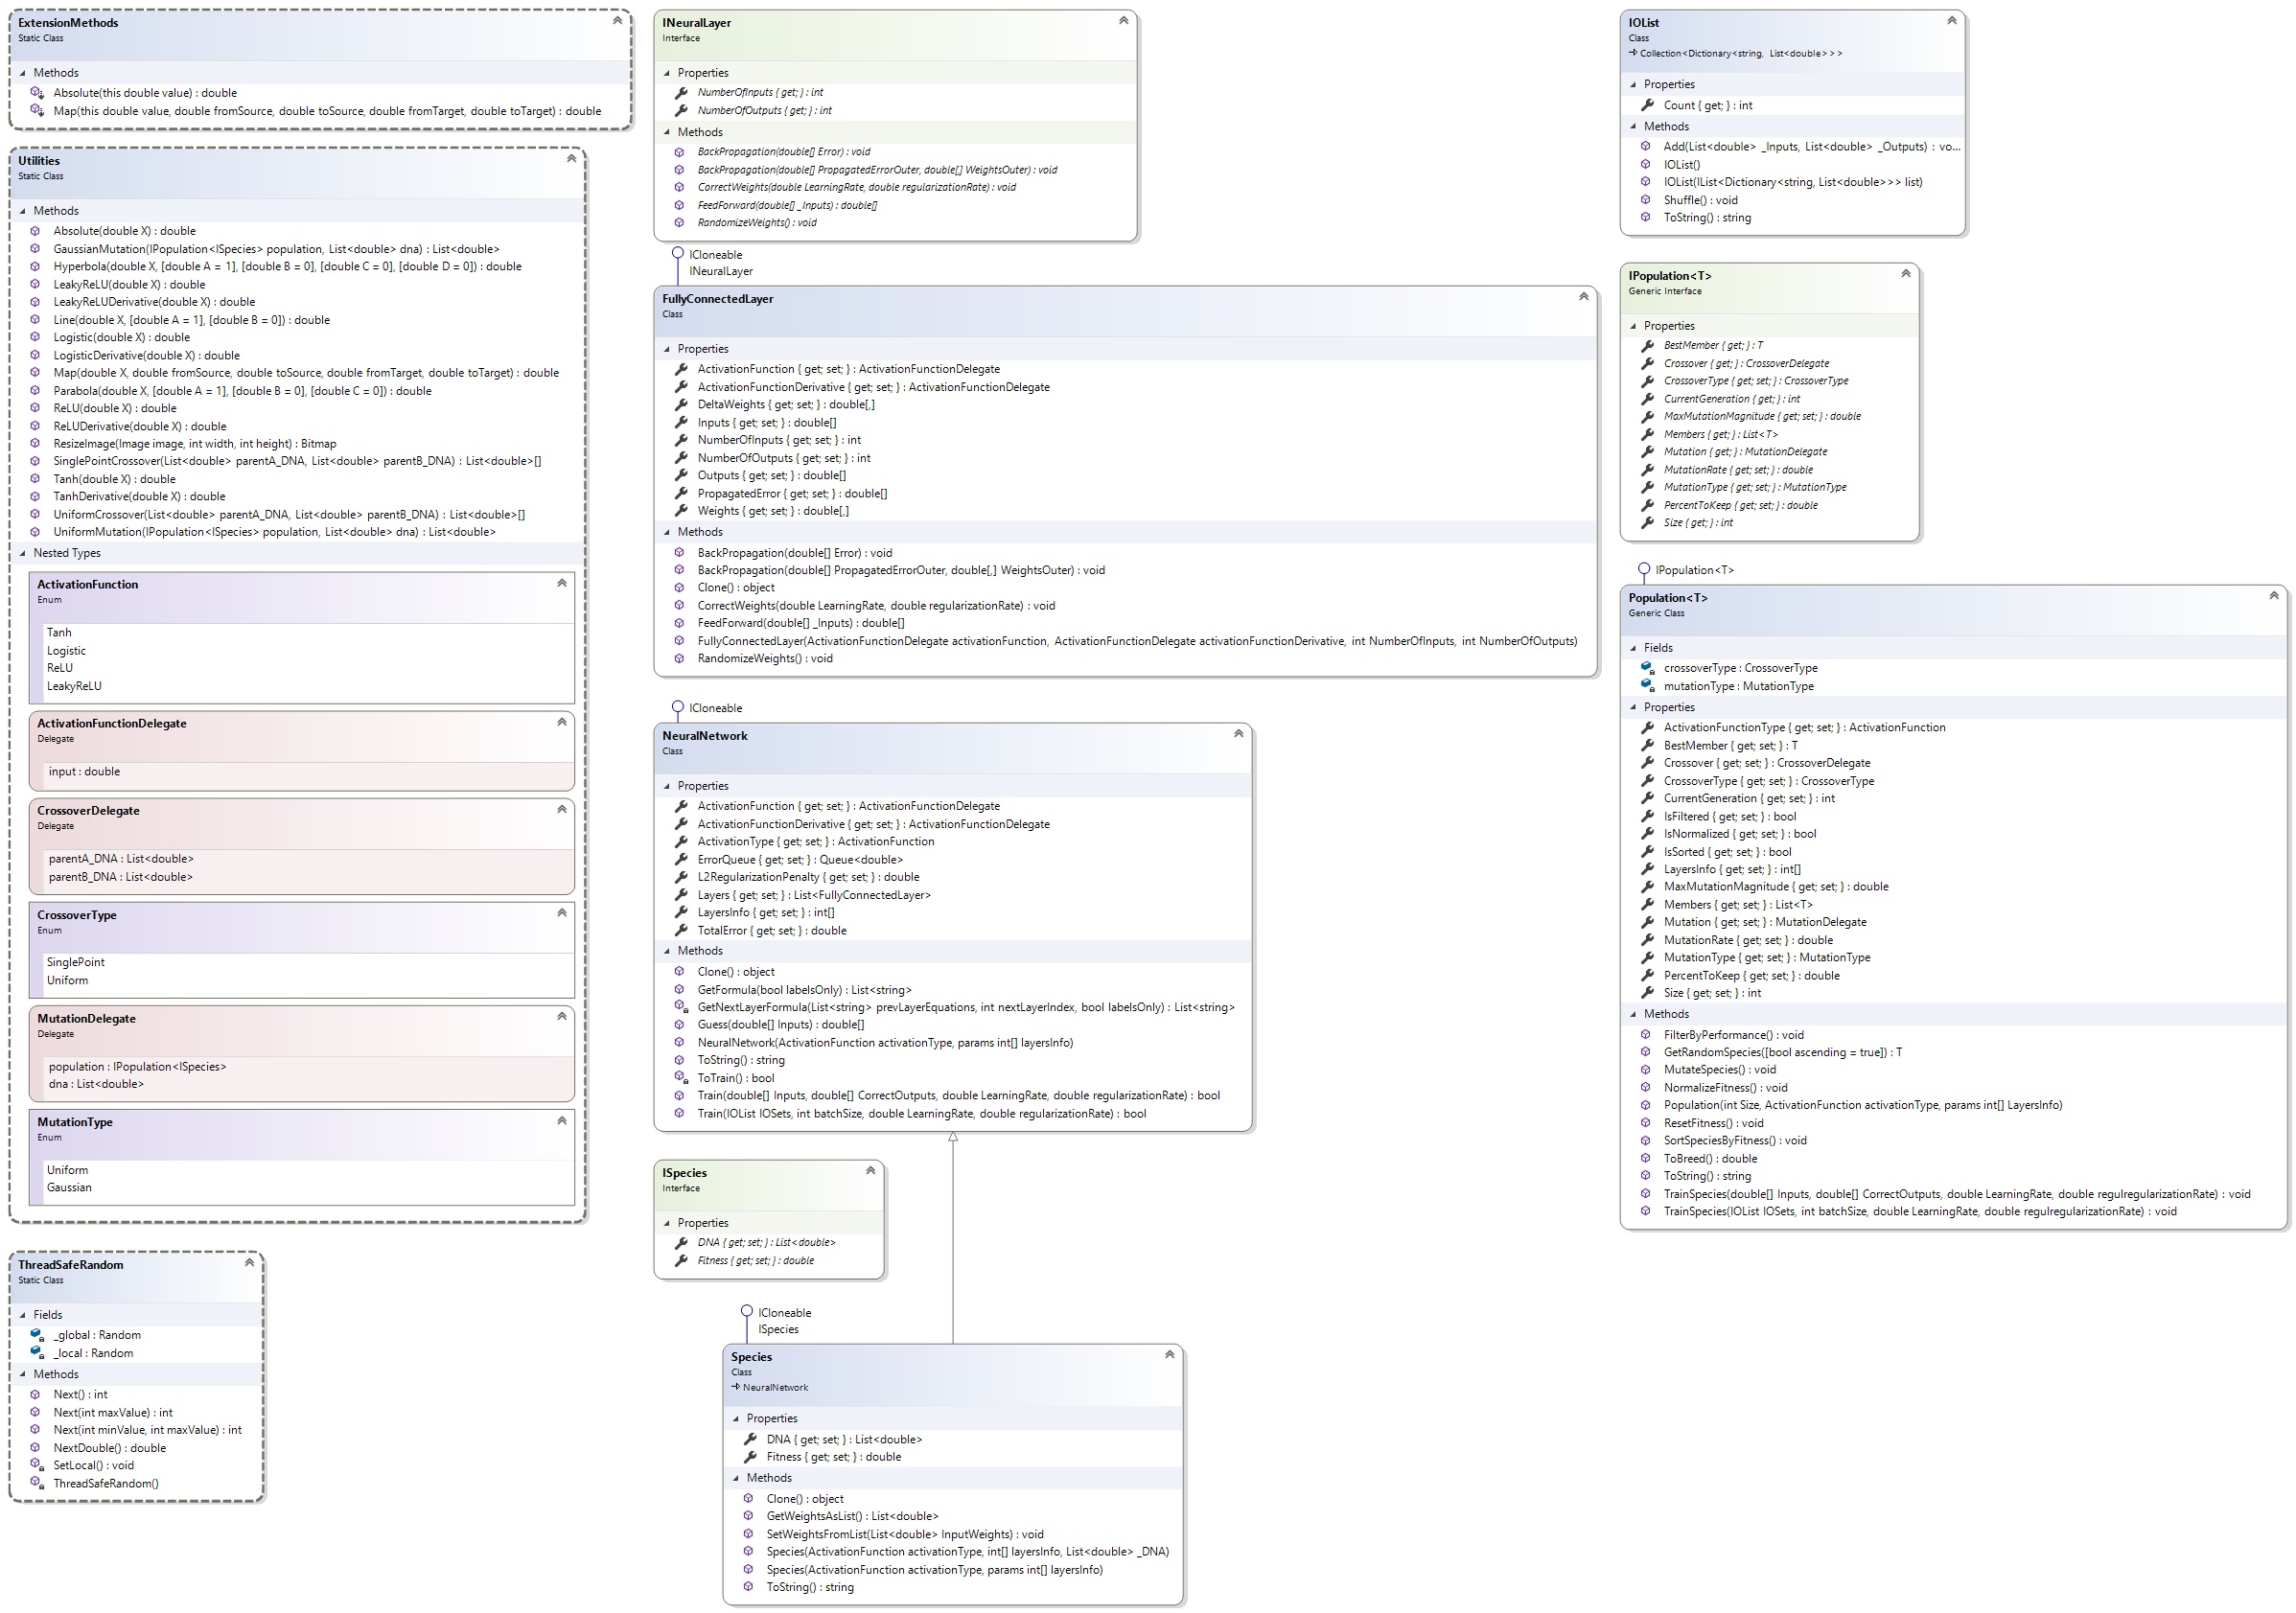 ExtensionMethods
Static Class
Methods
Absolute(this double value) : double
Map(this double value, double fromSource, double toSource, double fromTarget, double toTarget) : double
Utilities
Static Class
Methods
Absolute(double X) : double
GaussianMutation(IPopulation<ISpecies> population, List<double> dna) : List<double>
Hyperbola(double X, [double A = 1], [double B = 0], [double C = 0], [double D = 0]) : double
LeakyReLU(double X) : double
LeakyReLUDerivative(double X) : double
Line(double X, [double A = 1], [double B = 0]) : double
Logistic(double X) : double
LogisticDerivative(double X) : double
Map(double X, double fromSource, double toSource, double fromTarget, double toTarget) : double
Parabola(double X, [double A = 1], [double B = 0], [double C = 0]) : double
ReLU(double X) : double
ReLUDerivative(double X) : double
ResizeImage(Image image, int width, int height) : Bitmap
SinglePointCrossover(List<double> parentA_DNA, List<double> parentB_DNA) : List<double>[]
Tanh(double X) : double
TanhDerivative(double X) : double
UniformCrossover(List<double> parentA_DNA, List<double> parentB_DNA) : List<double>[]
UniformMutation(IPopulation<ISpecies> population, List<double> dna) : List<double>
Nested Types
ActivationFunction
Enum
Tanh
Logistic
ReLU
LeakyReLU
ActivationFunctionDelegate
Delegate
input : double
CrossoverDelegate
Delegate
parentA_DNA : List<double>
parentB_DNA : List<double>
CrossoverType
Enum
SinglePoint
Uniform
MutationDelegate
Delegate
population : IPopulation<ISpecies>
dna : List<double>
MutationType
Enum
Uniform
Gaussian
ThreadSafeRandom
Static Class
Fields
_global : Random
_local : Random
Methods
Next() : int
Next(int maxValue) : int
Next(int minValue, int maxValue) : int
NextDouble() : double
SetLocal() : void
ThreadSafeRandom()
INeuralLayer
Interface
Properties
NumberOfInputs { get; } : int
NumberOfOutputs { get; } : int
Methods
BackPropagation(double[] Error) : void
BackPropagation(double[] PropagatedErrorOuter, double[,] WeightsOuter) : void
CorrectWeights(double LearningRate, double regularizationRate) : void
FeedForward(double[] _Inputs) : double[]
RandomizeWeights() : void
ICloneable
INeuralLayer
FullyConnectedLayer
Class
Properties
ActivationFunction { get; set; } : ActivationFunctionDelegate
ActivationFunctionDerivative { get; set; } : ActivationFunctionDelegate
DeltaWeights { get; set; } : double[,]
Inputs { get; set; } : double[]
NumberOfInputs { get; set; } : int
NumberOfOutputs { get; set; } : int
Outputs { get; set; } : double[]
PropagatedError { get; set; } : double[]
Weights { get; set; } : double[,]
Methods
BackPropagation(double[] Error) : void
BackPropagation(double[] PropagatedErrorOuter, double[,] WeightsOuter) : void
Clone() : object
CorrectWeights(double LearningRate, double regularizationRate) : void
FeedForward(double[] _Inputs) : double[]
FullyConnectedLayer(ActivationFunctionDelegate activationFunction, ActivationFunctionDelegate activationFunctionDerivative, int NumberOfInputs, int NumberOfOutputs)
RandomizeWeights() : void
ICloneable
NeuralNetwork
Class
Properties
ActivationFunction { get; set; } : ActivationFunctionDelegate
ActivationFunctionDerivative { get; set; } : ActivationFunctionDelegate
ActivationType { get; set; } : ActivationFunction
ErrorQueue { get; set; } : Queue<double>
L2RegularizationPenalty { get; set; } : double
Layers { get; set; } : List<FullyConnectedLayer>
LayersInfo { get; set; } : int[]
TotalError { get; set; } : double
Methods
Clone() : object
GetFormula(bool labelsOnly) : List<string>
GetNextLayerFormula(List<string> prevLayerEquations, int nextLayerIndex, bool labelsOnly) : List<string>
Guess(double[] Inputs) : double[]
NeuralNetwork(ActivationFunction activationType, params int[] layersInfo)
ToString() : string
ToTrain() : bool
Train(double[] Inputs, double[] CorrectOutputs, double LearningRate, double regularizationRate) : bool
Train(IOList IOSets, int batchSize, double LearningRate, double regularizationRate) : bool
ISpecies
Interface
Properties
DNA { get; set; } : List<double>
Fitness { get; set; } : double
ICloneable
ISpecies
Species
Class
NeuralNetwork
Properties
DNA { get; set; } : List<double>
Fitness { get; set; } : double
Methods
Clone() : object
GetWeightsAsList() : List<double>
SetWeightsFromList(List<double> InputWeights) : void
Species(ActivationFunction activationType, int[] layersInfo, List<double> _DNA)
Species(ActivationFunction activationType, params int[] layersInfo)
ToString() : string
IOList
Class
Collection<Dictionary<string, List<double>>>
Properties
Count { get; } : int
Methods
Add(List<double> _Inputs, List<double> _Outputs) : vo...
IOList()
IOList(IList<Dictionary<string, List<double>>> list)
Shuffle() : void
ToString() : string
IPopulation<T>
Generic Interface
Properties
BestMember { get; } : T
Crossover { get; } : CrossoverDelegate
CrossoverType { get; set; } : CrossoverType
CurrentGeneration { get; } : int
MaxMutationMagnitude { get; set; } : double
Members { get; } : List<T>
Mutation { get; } : MutationDelegate
MutationRate { get; set; } : double
MutationType { get; set; } : MutationType
PercentToKeep { get; set; } : double
Size { get; } : int
IPopulation<T>
Population<T>
Generic Class
Fields
crossoverType : CrossoverType
mutationType : MutationType
Properties
ActivationFunctionType { get; set; } : ActivationFunction
BestMember { get; set; } : T
Crossover { get; set; } : CrossoverDelegate
CrossoverType { get; set; } : CrossoverType
CurrentGeneration { get; set; } : int
IsFiltered { get; set; } : bool
IsNormalized { get; set; } : bool
IsSorted { get; set; } : bool
LayersInfo { get; set; } : int[]
MaxMutationMagnitude { get; set; } : double
Members { get; set; } : List<T>
Mutation { get; set; } : MutationDelegate
MutationRate { get; set; } : double
MutationType { get; set; } : MutationType
PercentToKeep { get; set; } : double
Size { get; set; } : int
Methods
FilterByPerformance() : void
GetRandomSpecies([bool ascending = true]) : T
MutateSpecies() : void
NormalizeFitness() : void
Population(int Size, ActivationFunction activationType, params int[] LayersInfo)
ResetFitness() : void
SortSpeciesByFitness() : void
ToBreed() : double
ToString() : string
TrainSpecies(double[] Inputs, double[] CorrectOutputs, double LearningRate, double regulregularizationRate) : void
TrainSpecies(IOList IOSets, int batchSize, double LearningRate, double regulregularizationRate) : void